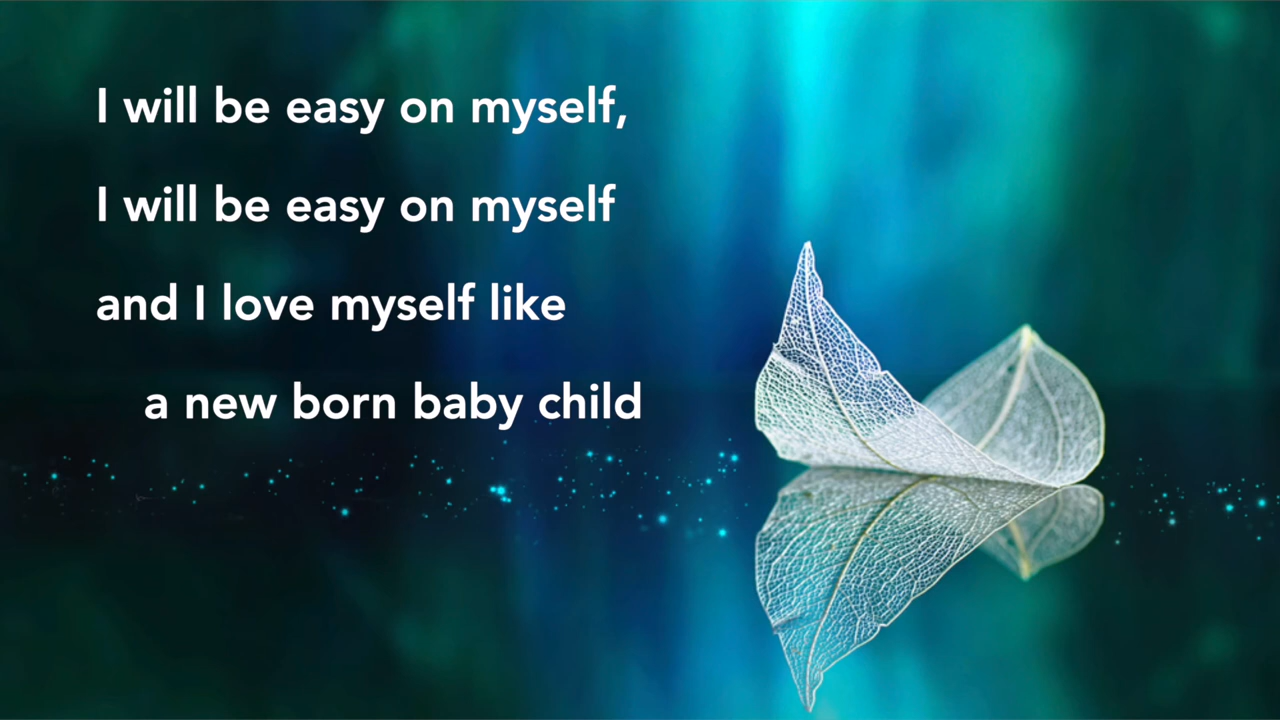 I will be easy on myself,
I will be easy on myself
and I love myself like
a new born baby child